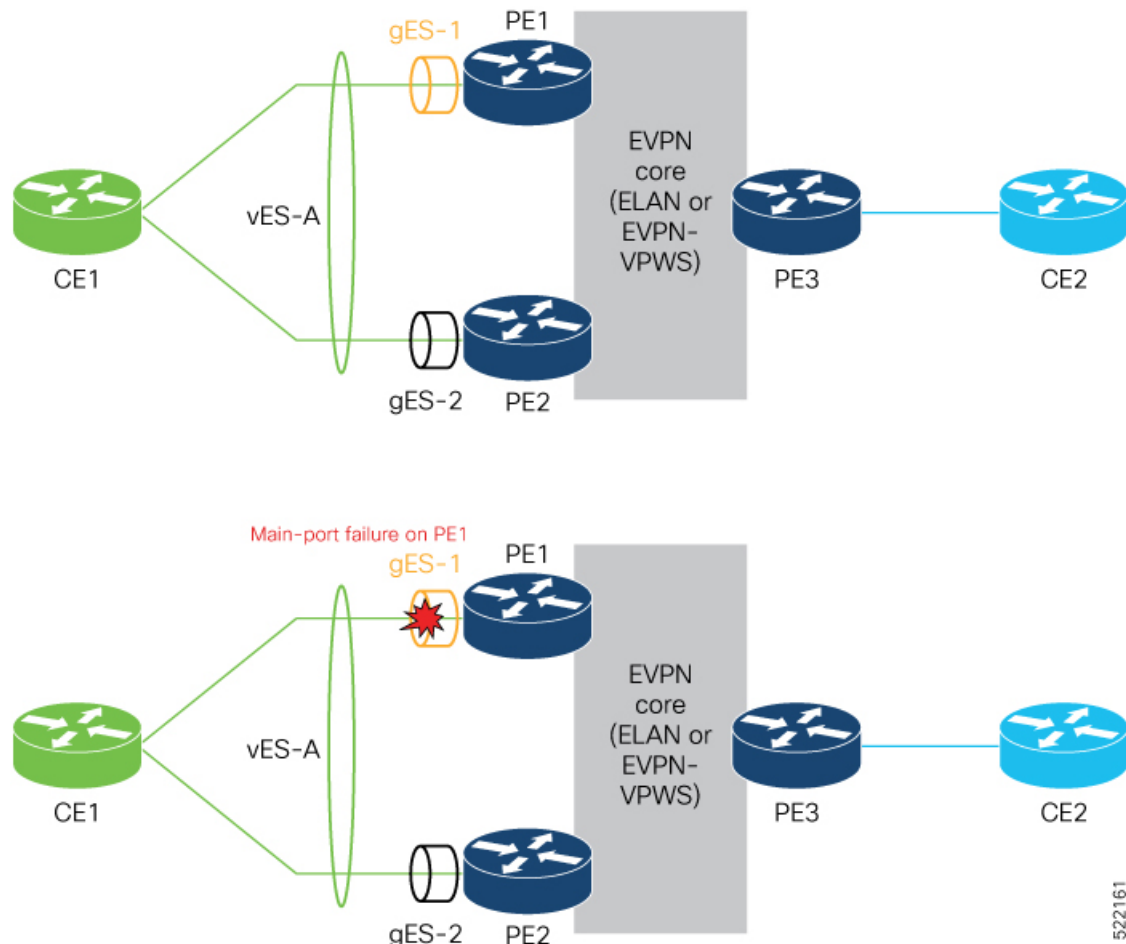 PE1
gES-1
EVPN
core
(ELAN or
EVPN-
VPWS)
vES-A
CE1
PE3
CE2
gES-2
PE2
Main-port failure on PE1
gES-1
PE1
EVPN
core
(ELAN or
EVPN-
VPWS)
vES-A
CE1
PE3
CE2
gES-2
PE2
522161